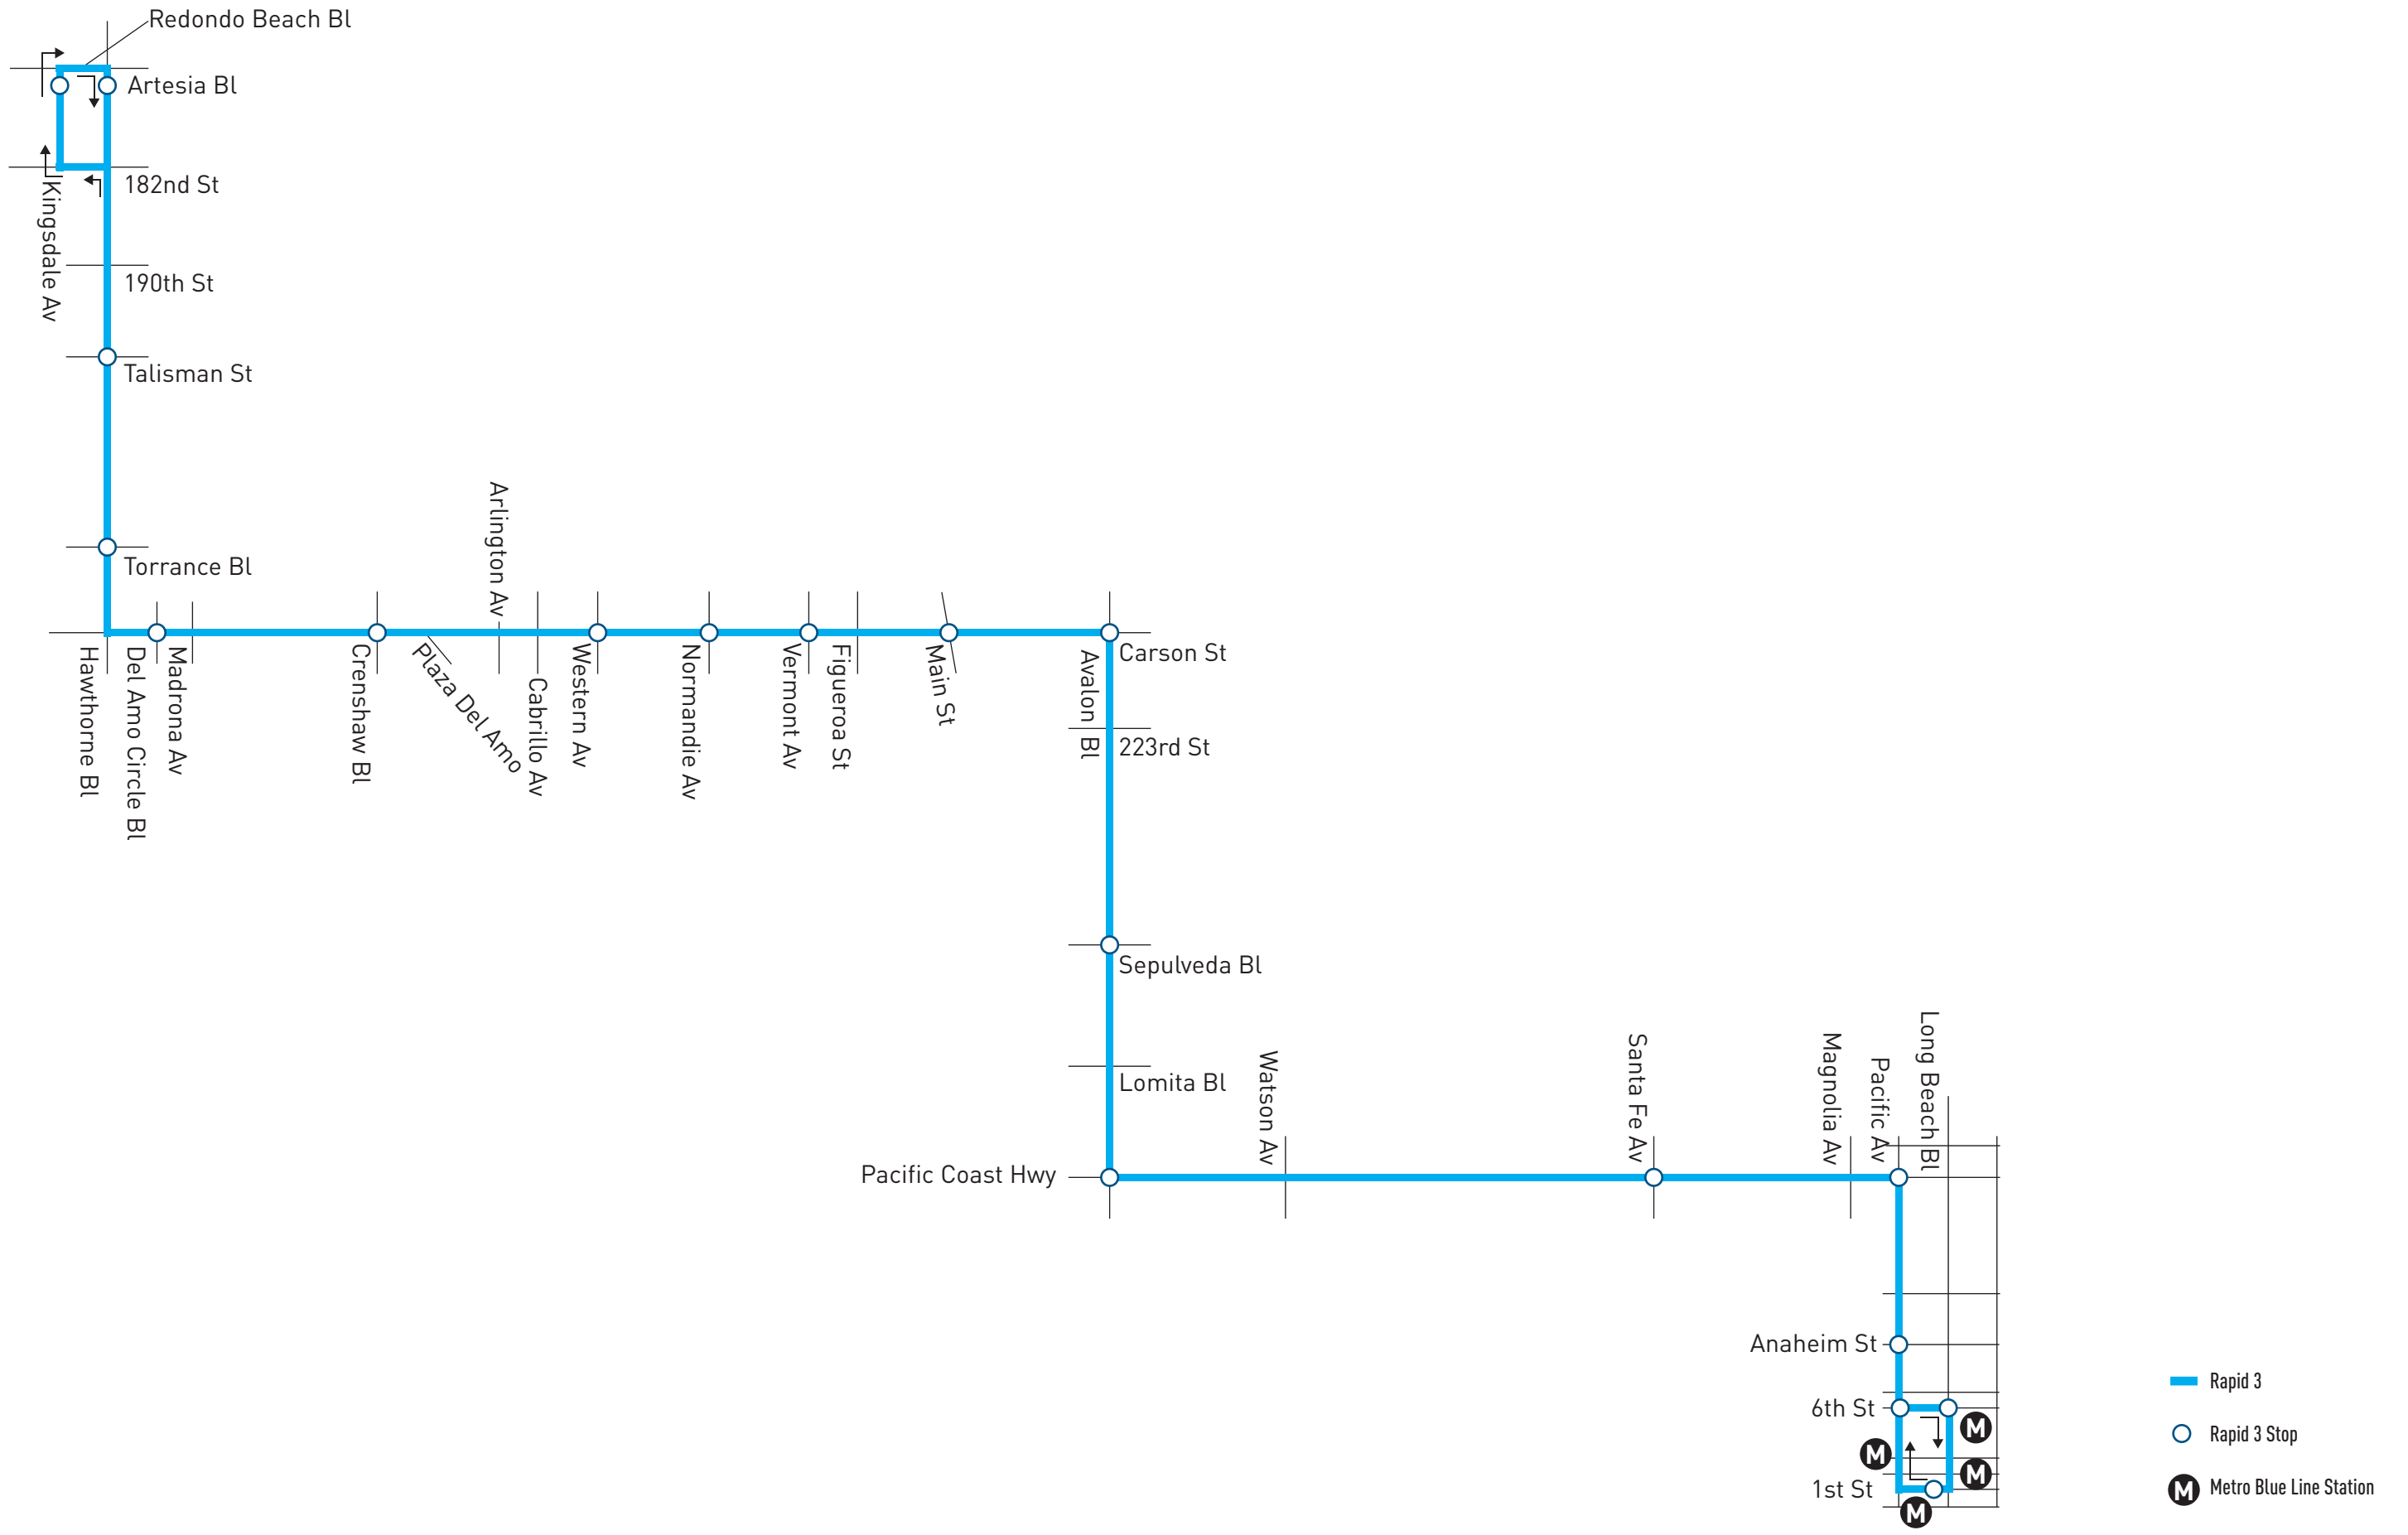 Redondo Beach Bl
Artesia Bl
182nd St
Kingsdale Av
190th St
Talisman St
Torrance Bl
Hawthorne Bl
Del Amo Circle Bl
Madrona Av
Crenshaw Bl
Plaza Del Amo
Arlington Av
Cabrillo Av
Western Av
Normandie Av
Vermont Av
Figueroa St
Main St
Avalon Bl
Carson St
223rd St
Sepulveda Bl
Lomita Bl
Pacific Coast Hwy
Watson Av
Santa Fe Av
Magnolia Av
Pacific Av
Long Beach Bl
Anaheim St
6th St
M
M
M
1st St
M
Rapid 3
Rapid 3 Stop
M Metro Blue Line Station